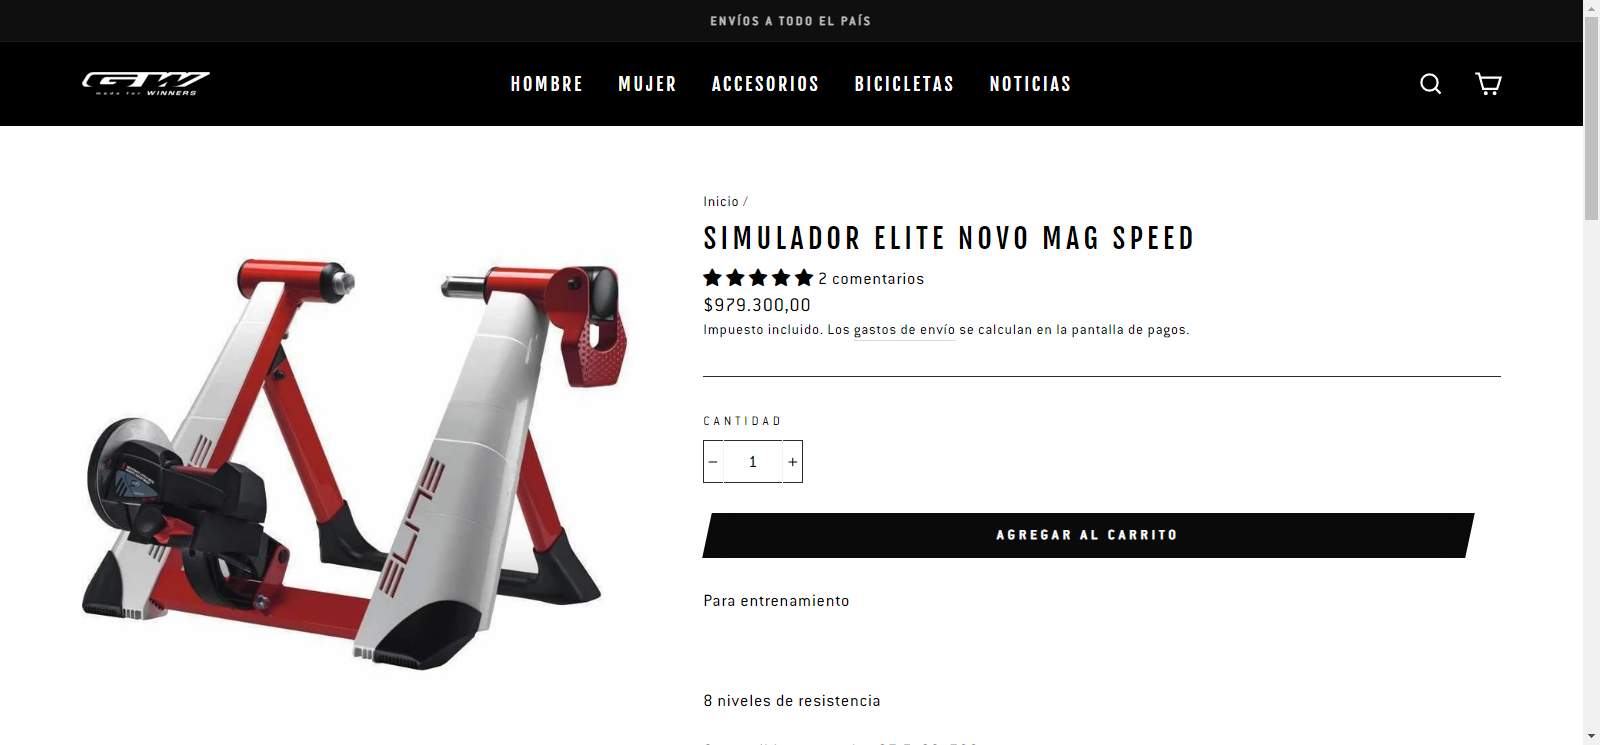 ENVÍOS A TODO EL PAÍS
GW
made for WINNERS
HOMBRE MUJER ACCESORIOS BICICLETAS NOTICIAS
Inicio /
SIMULADOR ELITE NOVO MAG SPEED
2 comentarios
$979.300,00
Impuesto incluido. Los gastos de envío se calculan en la pantalla de pagos.
CANTIDAD
− 1 +
AGREGAR AL CARRITO
Para entrenamiento
8 niveles de resistencia
ELITE